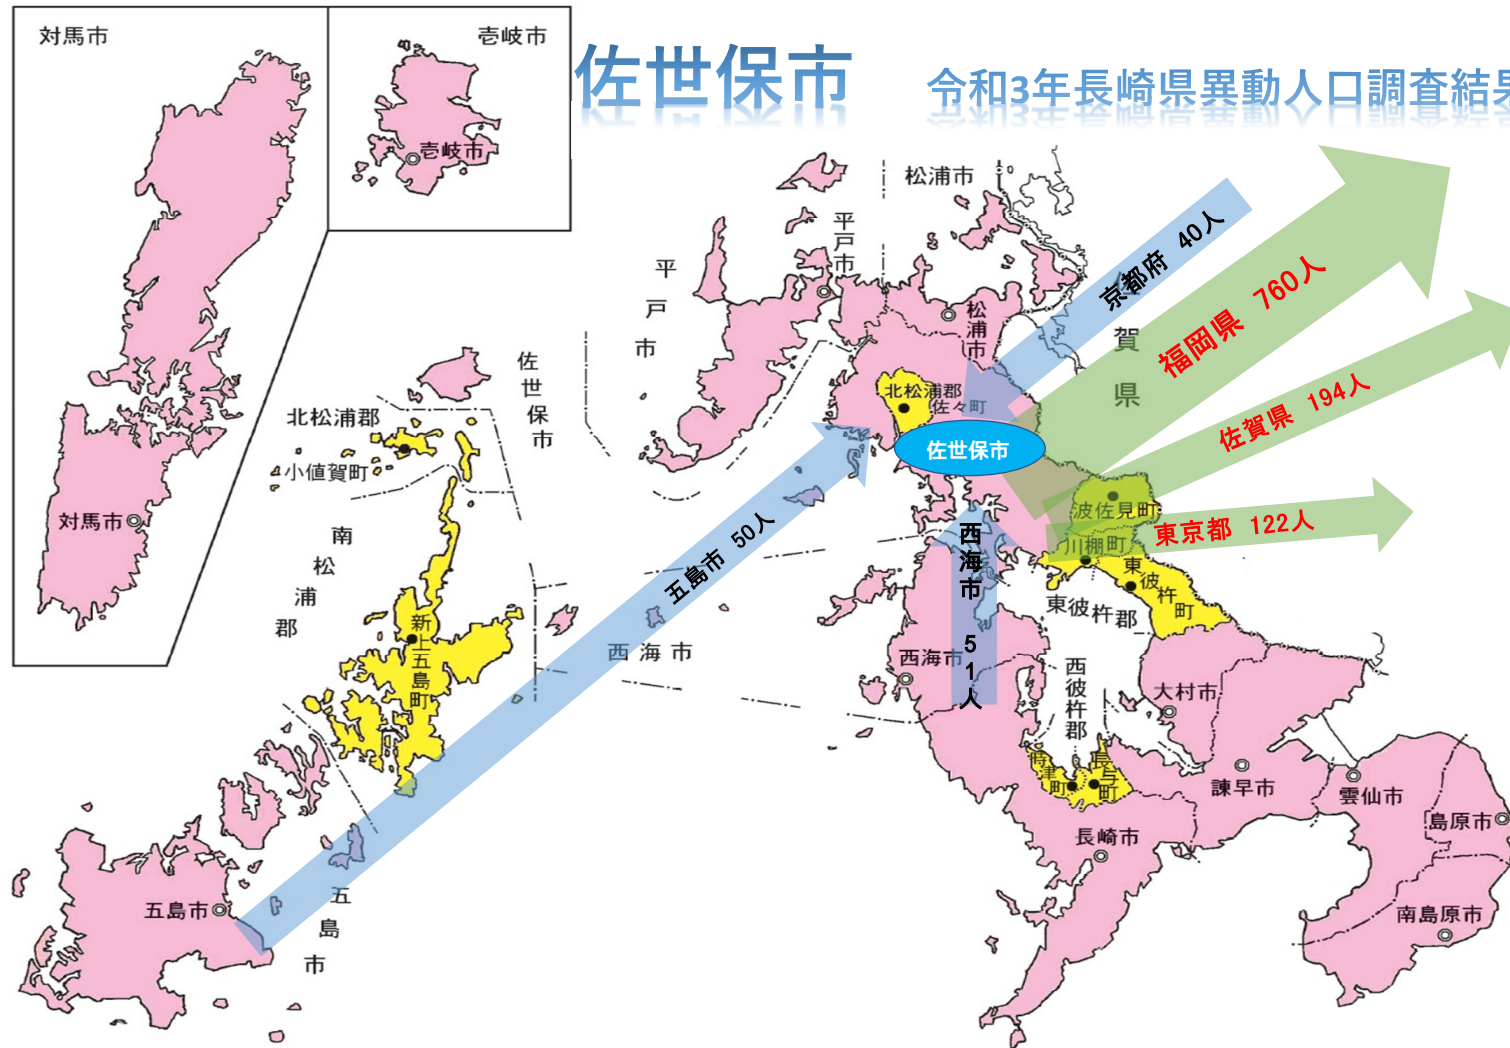 対馬市
壱岐市
佐世保市
令和3年長崎県異動人口調査結果
壱岐市
対馬市
松浦市
平戸市
平戸市
松浦市
京都府 40人
福岡県 760人
賀県
佐賀県 194人
東京都 122人
佐世保市
北松浦郡
小値賀町
北松浦郡
佐々町
佐世保市
波佐見町
川棚町
東彼杵町
東彼杵郡
南松浦郡
新上五島町
五島市 50人
西海市
西海市 51人
西海市
西彼杵郡
大村市
時津町
長与町
諫早市
雲仙市
島原市
長崎市
南島原市
五島市
五島市